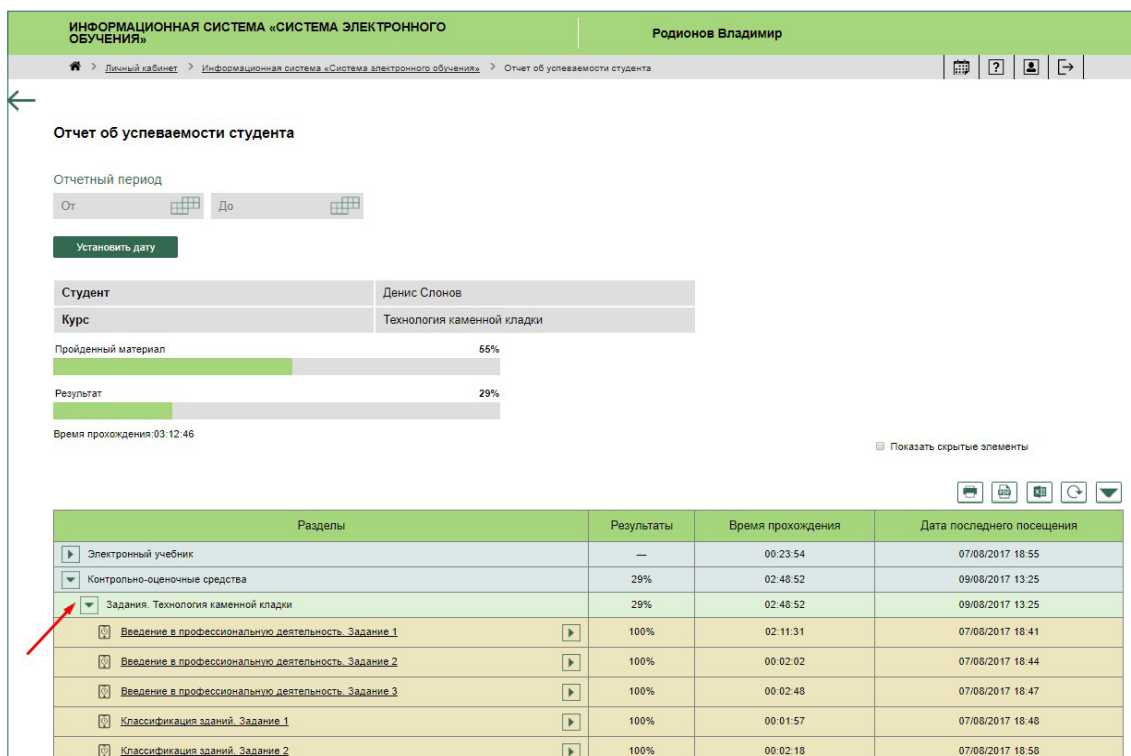 ИНФОРМАЦИОННАЯ СИСТЕМА «СИСТЕМА ЭЛЕКТРОННОГО
ОБУЧЕНИЯ»
Родионов Владимир
> Личный кабинет > Информационная система «Система электронного обучения» > Отчет об успеваемости студента
?
Отчет об успеваемости студента
Отчетный период
От До
Установить дату
Студент Денис Слонов
Курс Технология каменной кладки
Пройденный материал 55%
Результат 29%
Время прохождения:03:12:46
Показать скрытые элементы
Разделы Результаты Время прохождения Дата последнего посещения
Электронный учебник — 00:23:54 07/08/2017 18:55
Контрольно-оценочные средства 29% 02:48:52 09/08/2017 13:25
Задания. Технология каменной кладки 29% 02:48:52 09/08/2017 13:25
Введение в профессиональную деятельность. Задание 1 100% 02:11:31 07/08/2017 18:41
Введение в профессиональную деятельность. Задание 2 100% 00:02:02 07/08/2017 18:44
Введение в профессиональную деятельность. Задание 3 100% 00:02:48 07/08/2017 18:47
Классификация зданий. Задание 1 100% 00:01:57 07/08/2017 18:48
Классификация зданий. Задание 2 100% 00:02:18 07/08/2017 18:58